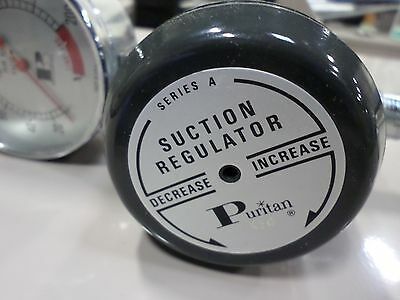 SERIES A
SUCTION
REGULATOR
DECREASE INCREASE
Puritan ®